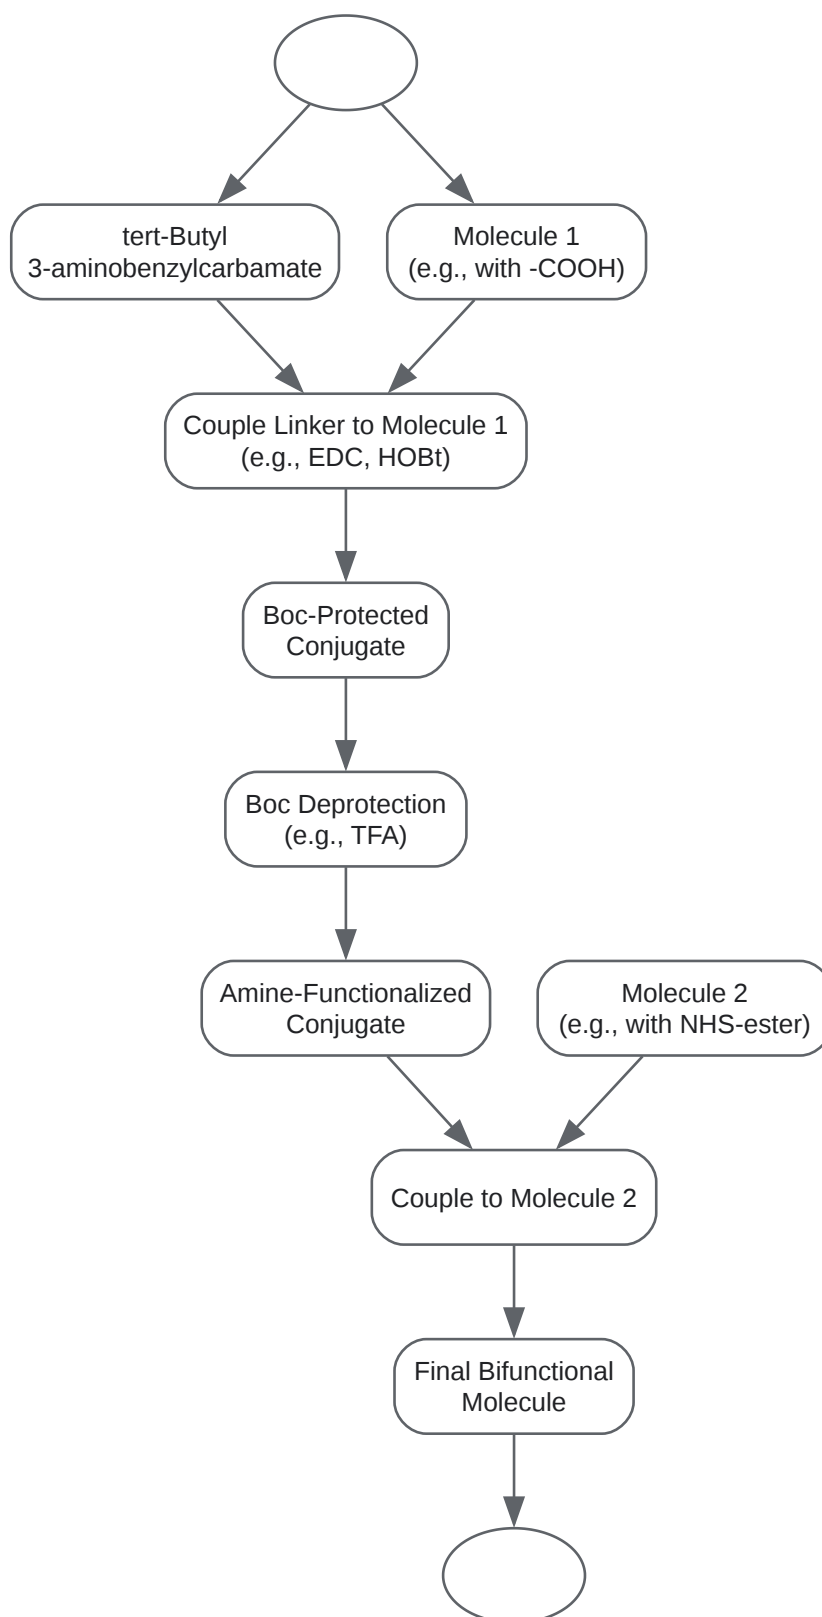 tert-Butyl
3-aminobenzylcarbamate
Molecule 1
(e.g., with -COOH)
Couple Linker to Molecule 1
(e.g., EDC, HOBt)
Boc-Protected
Conjugate
Boc Deprotection
(e.g., TFA)
Amine-Functionalized
Conjugate
Molecule 2
(e.g., with NHS-ester)
Couple to Molecule 2
Final Bifunctional
Molecule